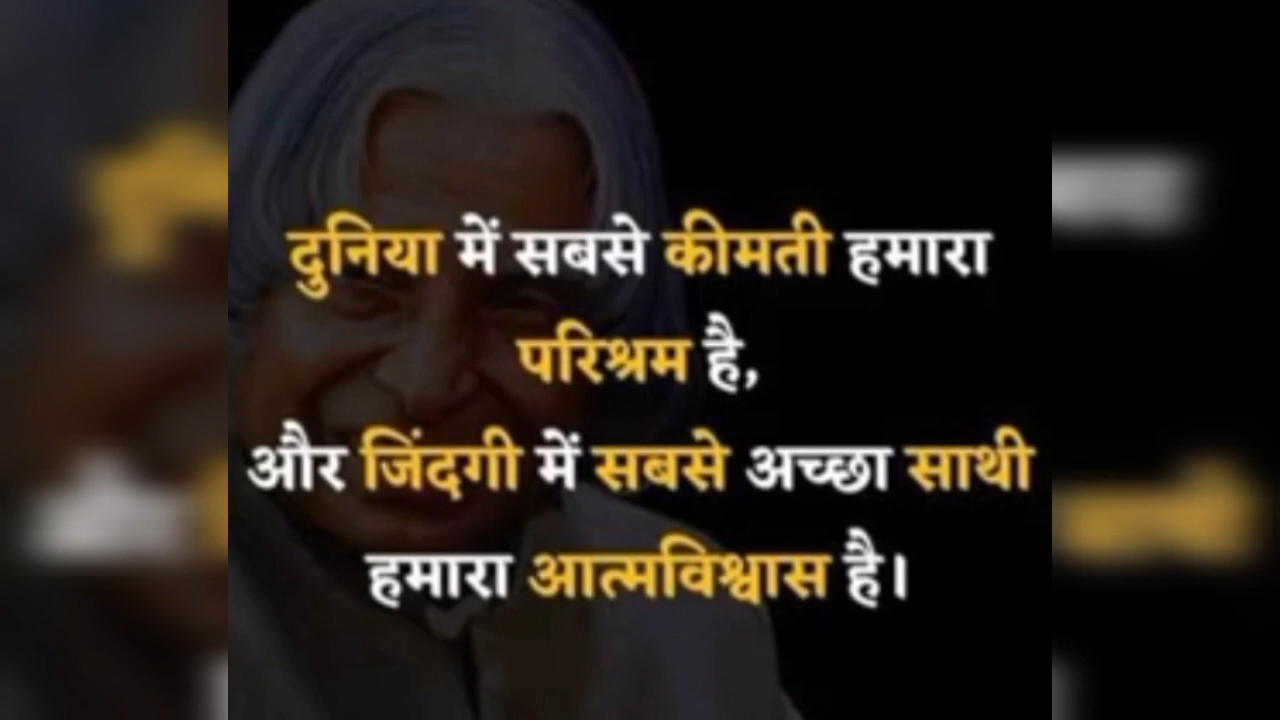 दुनिया में सबसे कीमती हमारा
परिश्रम है,
और जिंदगी में सबसे अच्छा साथी
हमारा आत्मविश्वास है।